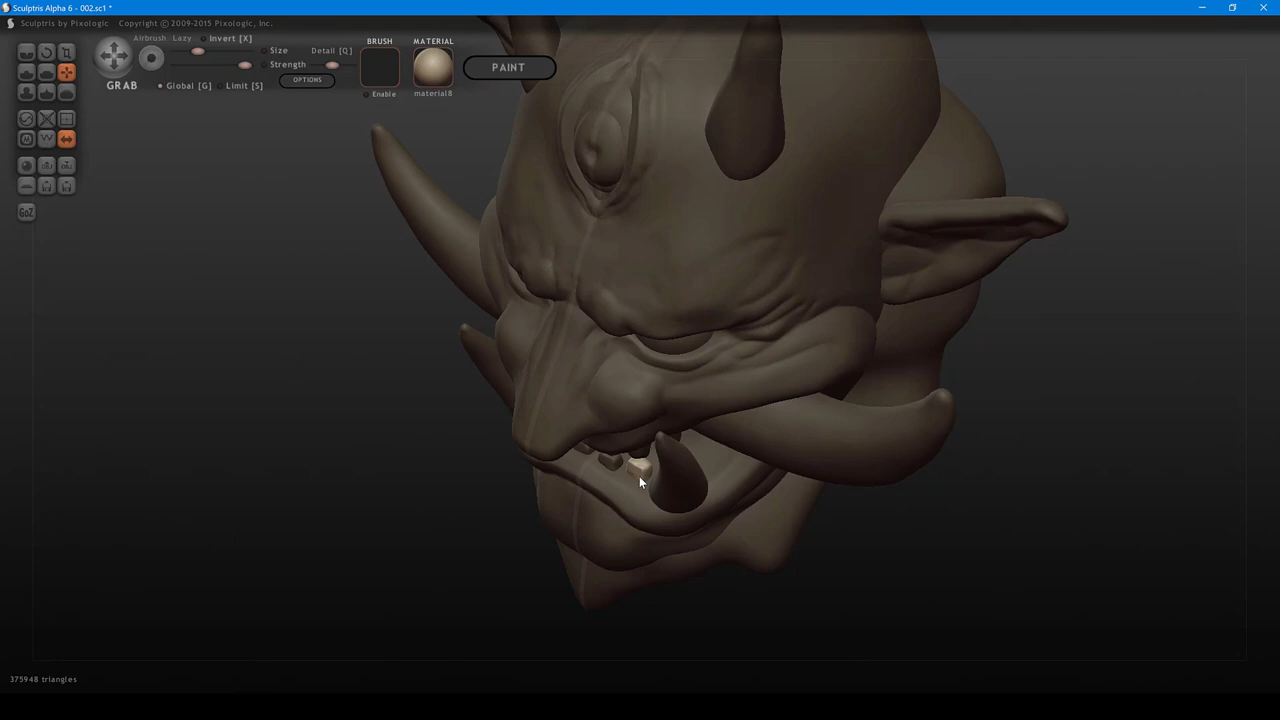 Sculptris Alpha 6 - 002.sc1 *
Sculptris by Pixologic Copyright © 2009-2015 Pixologic, Inc.
Airbrush Lazy Invert [X]
Size Detail [Q]
Strength
GRAB Global [G] Limit [S] OPTIONS
BRUSH
Enable
MATERIAL
material8
PAINT
GoZ
375948 triangles